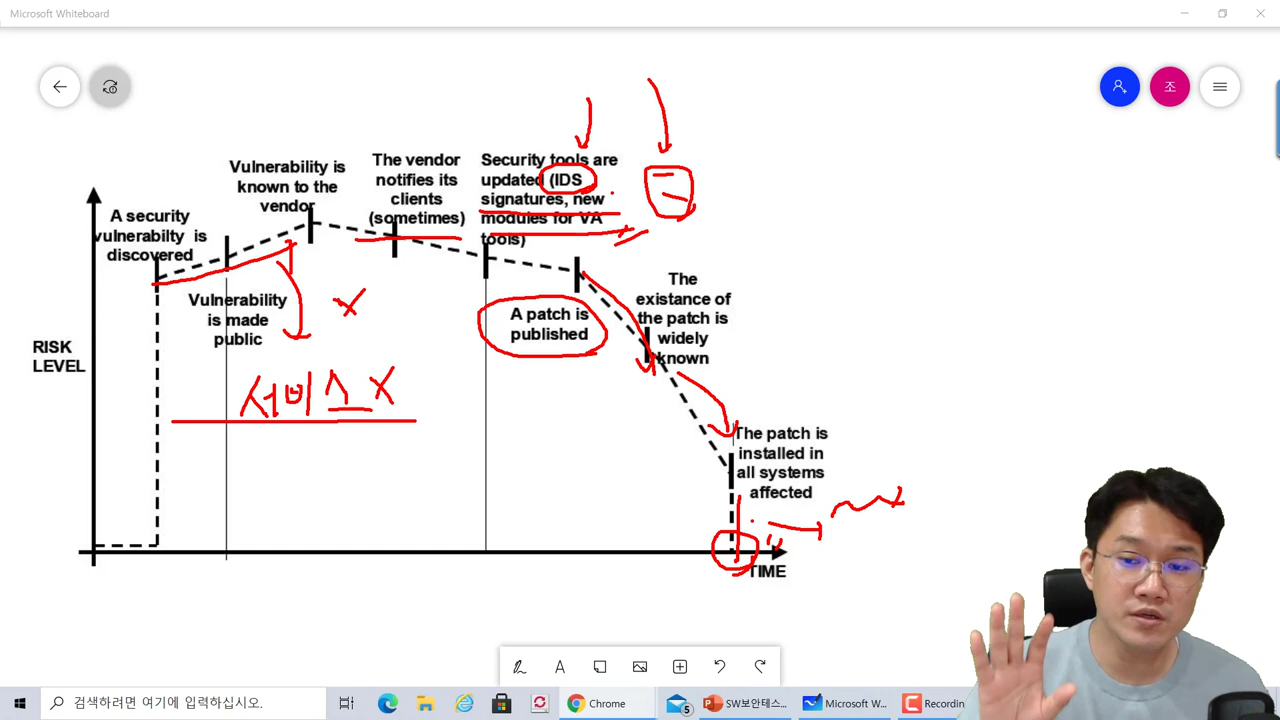 Microsoft Whiteboard
조
A security
vulnerabilty is
discovered
Vulnerability is
known to the
vendor
The vendor
notifies its
clients
(sometimes)
Security tools are
updated (IDS
signatures, new
modules for VA
tools)
Vulnerability
is made
public
A patch is
published
The
existance of
the patch is
widely
known
The patch is
installed in
all systems
affected
RISK
LEVEL
TIME
서비스 X
X
A
검색하려면 여기에 입력하십시오.
Chrome
5
SW보안테스...
Microsoft W...
Recordin